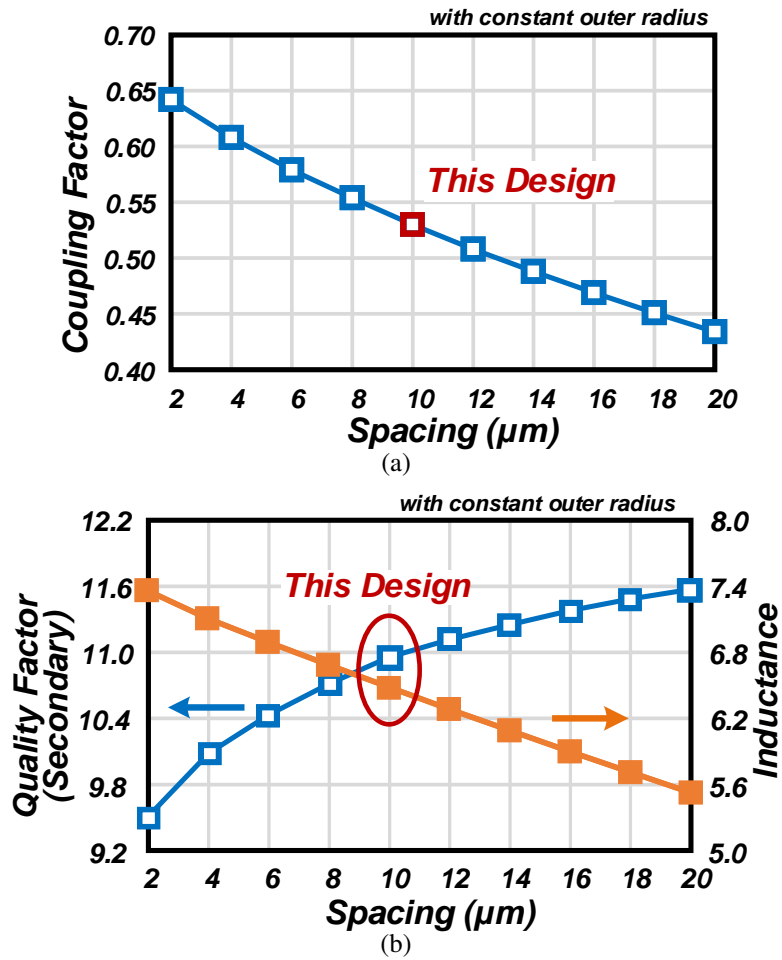 with constant outer radius
0.70
0.65
0.60
0.55
0.50
0.45
0.40
Coupling Factor
This Design
2 4 6 8 10 12 14 16 18 20
Spacing (μm)
(a)
with constant outer radius
12.2
11.6
11.0
10.4
9.8
9.2
Quality Factor
(Secondary)
This Design
8.0
7.4
6.8
6.2
5.6
5.0
Inductance
2 4 6 8 10 12 14 16 18 20
Spacing (μm)
(b)